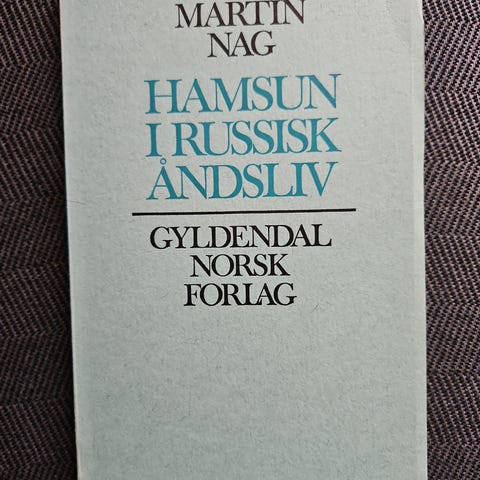 MARTIN
NAG
HAMSUN
I RUSSISK
ÅNDSLIV
GYLDENDAL
NORSK
FORLAG